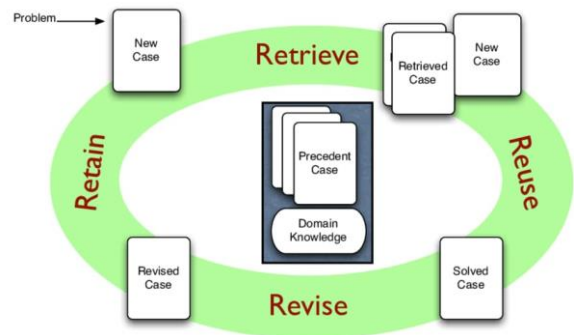 Problem
New
Case
Retrieve
Retrieved
Case
New
Case
Retain
Precedent
Case
Domain
Knowledge
Reuse
Revised
Case
Revise
Solved
Case